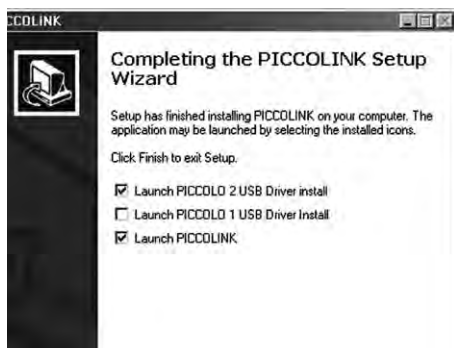 CCOLINK
Completing the PICCOLINK Setup
Wizard
Setup has finished installing PICCOLINK on your computer. The
application may be launched by selecting the installed icons.
Click Finish to exit Setup.
Launch PICCOLO 2 USB Driver install
Launch PICCOLO 1 USB Driver Install
Launch PICCOLINK